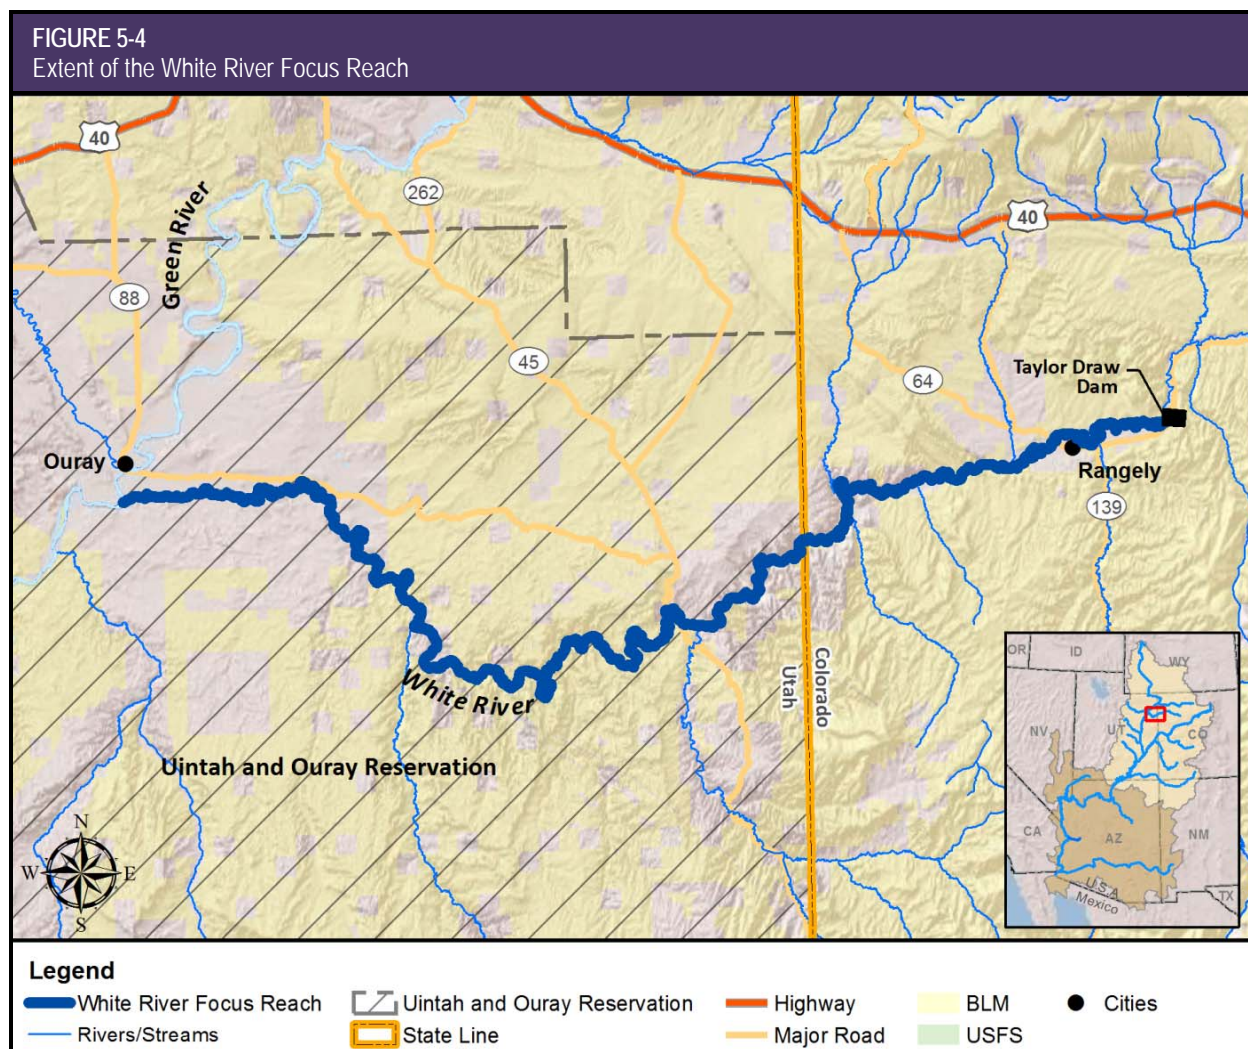 FIGURE 5-4
Extent of the White River Focus Reach
40
262
Green River
40
88
45
64
Taylor Draw
Dam
Ouray
Rangely
139
White River
Colorado
Utah
Uintah and Ouray Reservation
N
W
E
S
OR
ID
WY
NV
UT
CO
CA
AZ
NM
U.S.A
Mexico
TX
Legend
White River Focus Reach
Uintah and Ouray Reservation
Highway
BLM
Cities
Rivers/Streams
State Line
Major Road
USFS